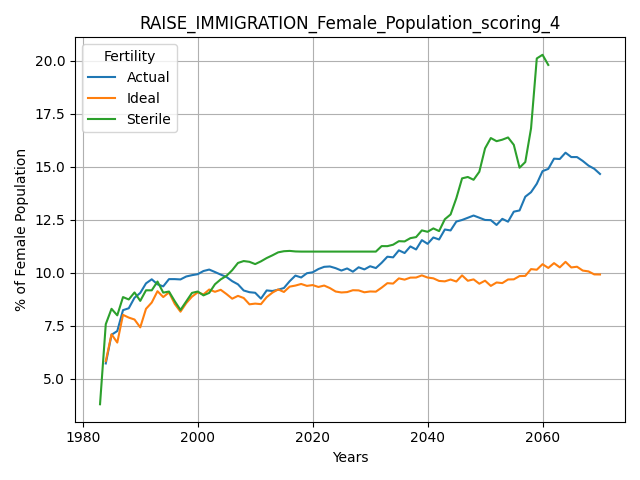 RAISE_IMMIGRATION_Female_Population_scoring_4
Fertility
Actual
Ideal
Sterile
% of Female Population
20.0
17.5
15.0
12.5
10.0
7.5
5.0
1980
2000
2020
2040
2060
Years